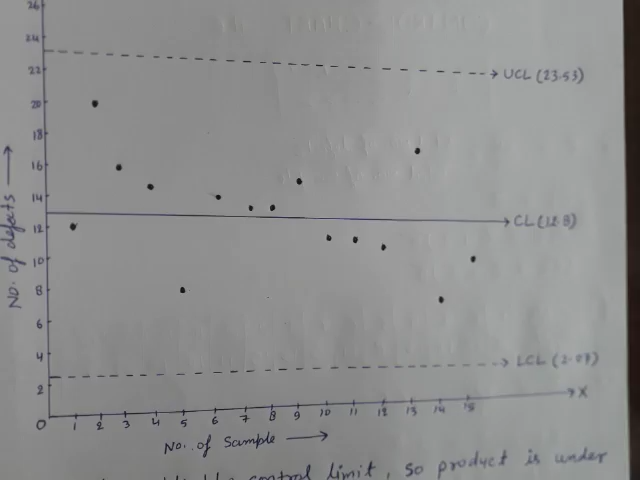 26
24
22
20
18
16
14
12
10
8
6
4
2
0
No. of defects
UCL (23.53)
CL (12.8)
LCL (2.07)
X
1 2 3 4 5 6 7 8 9 10 11 12 13 14 15
No. of Sample
control limit, so product is under